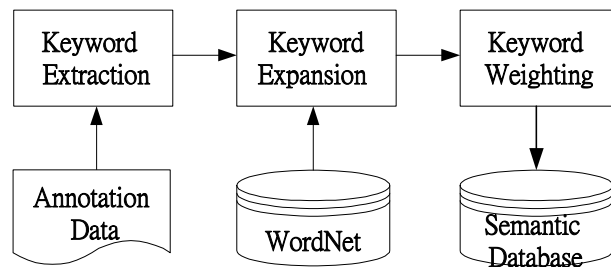 Keyword
Extraction
Keyword
Expansion
Keyword
Weighting
Annotation
Data
WordNet
Semantic
Database